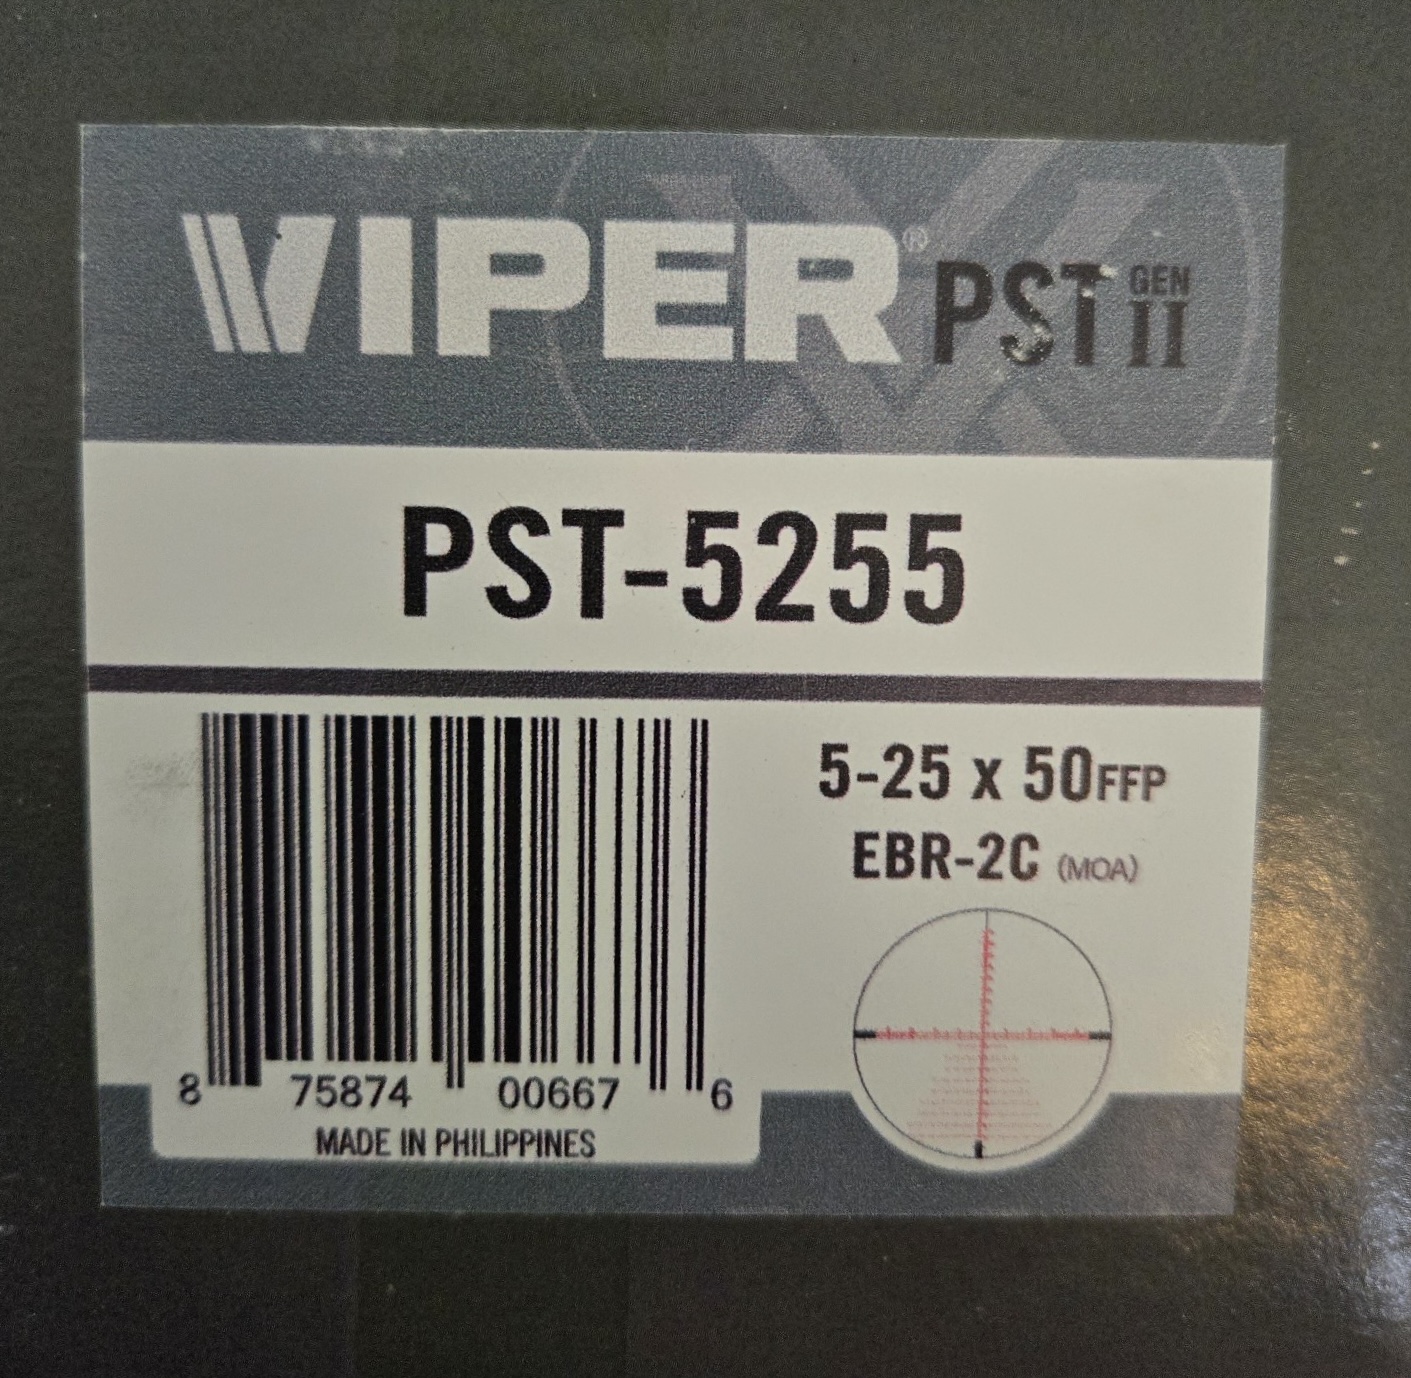 VIPER® PST GEN II
PST-5255
5-25 x 50FFP
EBR-2C (MOA)
8 75874 00667 6
MADE IN PHILIPPINES